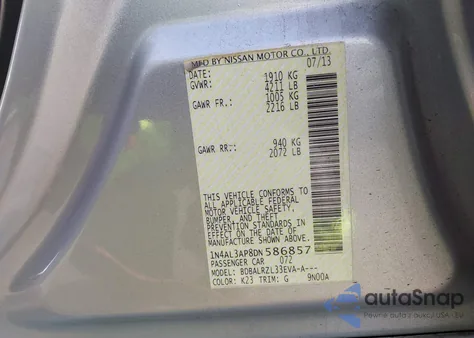 MFD BY NISSAN MOTOR CO., LTD.
DATE: 07/13
GVWR: 1910 KG
4211 LB
GAWR FR.: 1005 KG
2216 LB
GAWR RR.: 940 KG
2072 LB
THIS VEHICLE CONFORMS TO
ALL APPLICABLE FEDERAL
MOTOR VEHICLE SAFETY,
BUMPER, AND THEFT
PREVENTION STANDARDS IN
EFFECT ON THE DATE OF
MANUFACTURE SHOWN ABOVE.
1N4AL3AP8DN586857
PASSENGER CAR 072
MODEL: BDBALRZL33EVA-A---
COLOR: K23 TRIM: G 9N00A
autoSnap